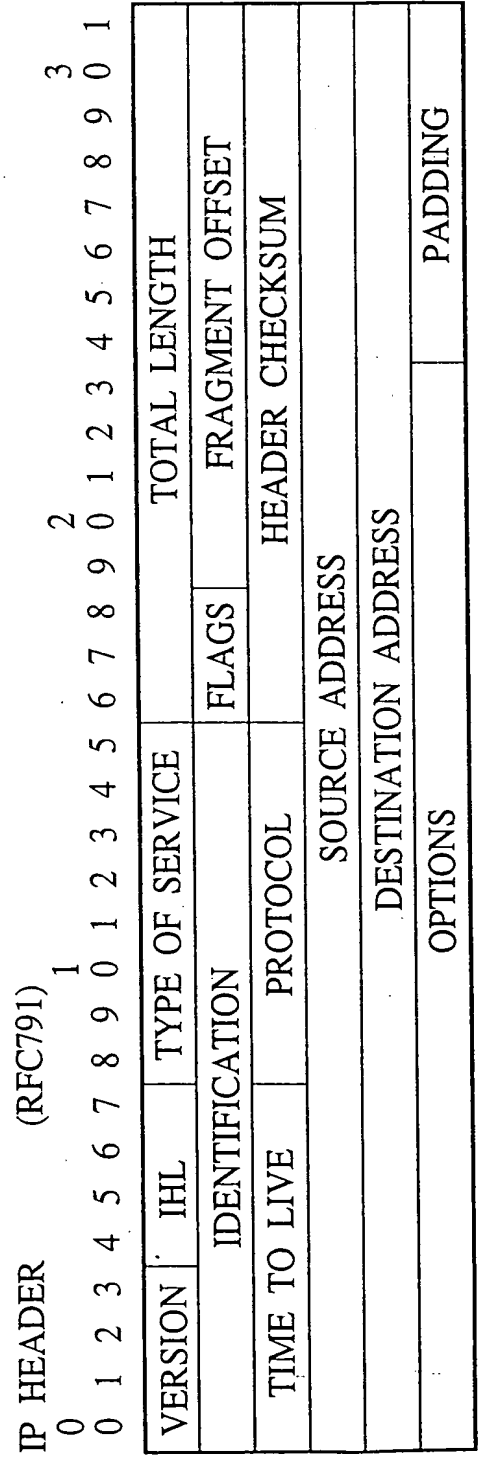 IP HEADER (RFC791)
0 1 2 3
0 1 2 3 4 5 6 7 8 9 0 1 2 3 4 5 6 7 8 9 0 1 2 3 4 5 6 7 8 9 0 1
VERSION IHL TYPE OF SERVICE TOTAL LENGTH
IDENTIFICATION FLAGS FRAGMENT OFFSET
TIME TO LIVE PROTOCOL HEADER CHECKSUM
SOURCE ADDRESS
DESTINATION ADDRESS
OPTIONS PADDING